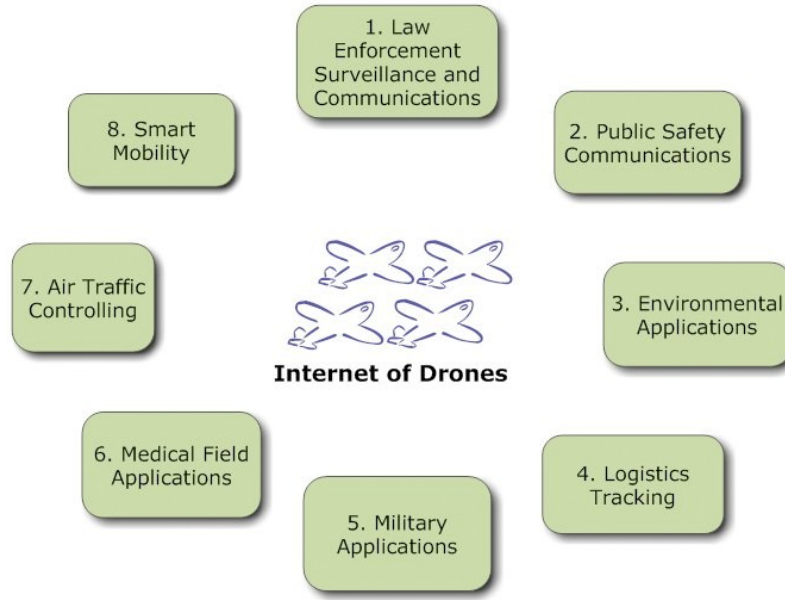 1. Law
Enforcement
Surveillance and
Communications
2. Public Safety
Communications
3. Environmental
Applications
4. Logistics
Tracking
5. Military
Applications
6. Medical Field
Applications
7. Air Traffic
Controlling
8. Smart
Mobility
Internet of Drones